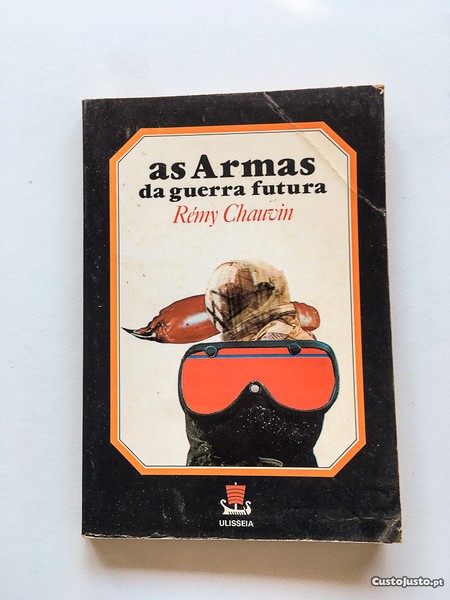 as Armas
da guerra futura
Rémy Chauvin
ULISSEIA
CustoJusto.pt